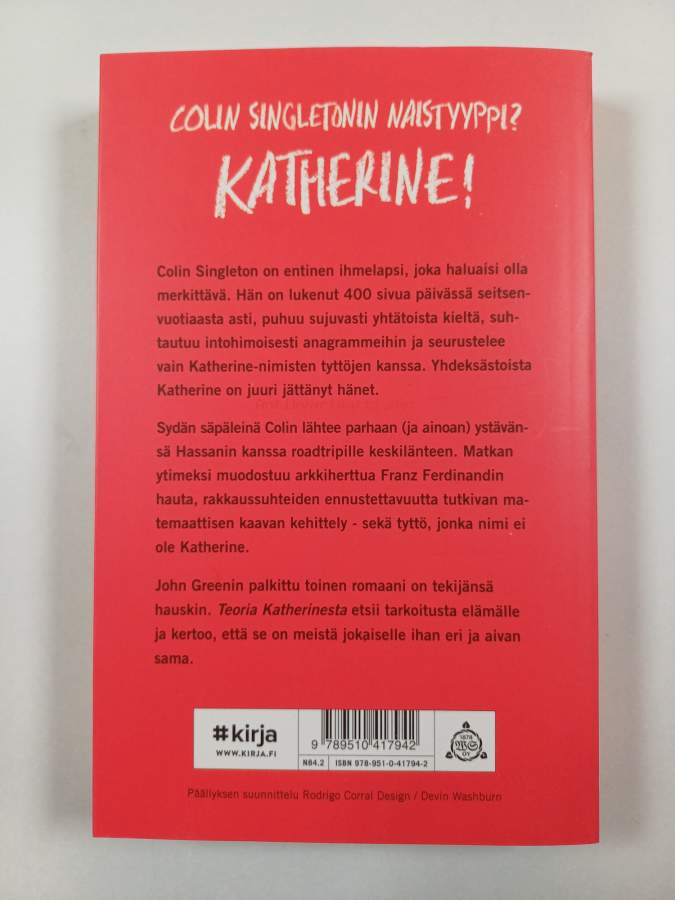 COLIN SINGLETONIN NAISTYYPPI?
KATHERINE!
Colin Singleton on entinen ihmelapsi, joka haluaisi olla
merkittävä. Hän on lukenut 400 sivua päivässä seitsen-
vuotiaasta asti, puhuu sujuvasti yhtätoista kieltä, suh-
tautuu intohimoisesti anagrammeihin ja seurustelee
vain Katherine-nimisten tyttöjen kanssa. Yhdeksästoista
Katherine on juuri jättänyt hänet.
Sydän säpäleinä Colin lähtee parhaan (ja ainoan) ystävän-
sä Hassanin kanssa roadtripille keskilänteen. Matkan
ytimeksi muodostuu arkkiherttua Franz Ferdinandin
hauta, rakkaussuhteiden ennustettavuutta tutkivan ma-
temaattisen kaavan kehittely - sekä tyttö, jonka nimi ei
ole Katherine.
John Greenin palkittu toinen romaani on tekijänsä
hauskin. Teoria Katherinesta etsii tarkoitusta elämälle
ja kertoo, että se on meistä jokaiselle ihan eri ja aivan
sama.
#kirja
WWW.KIRJA.FI
9 789510 417942
N84.2
ISBN 978-951-0-41794-2
1878
WS
OY
Päällyksen suunnittelu Rodrigo Corral Design / Devin Washburn